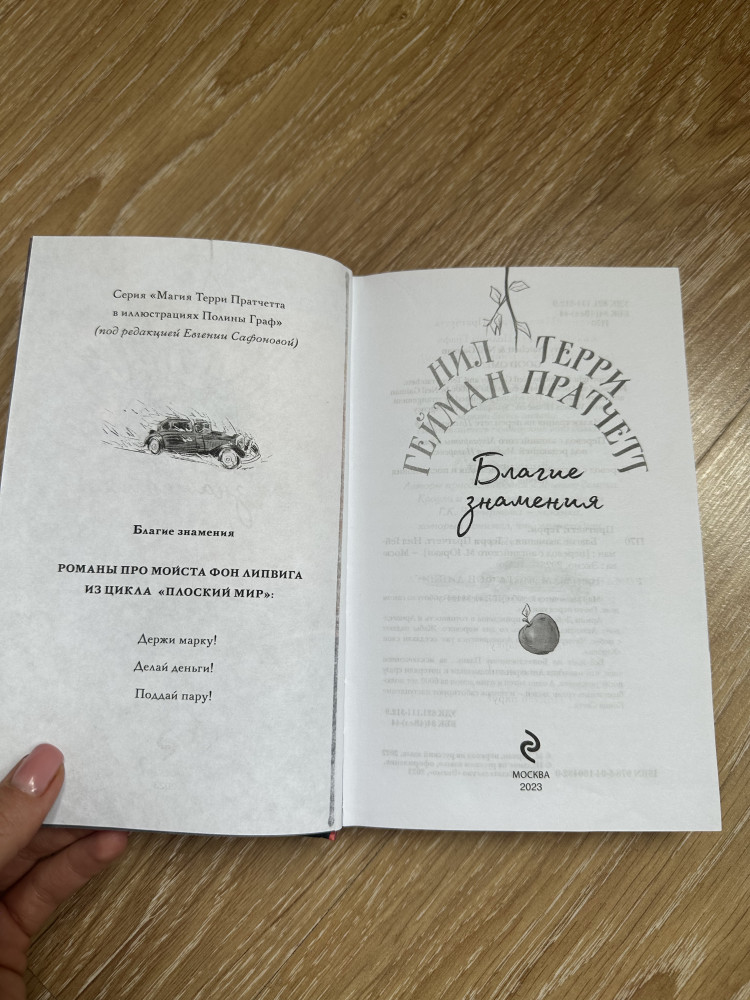 Серия «Магия Терри Пратчетта
в иллюстрациях Полины Граф»
(под редакцией Евгении Сафоновой)
Благие знамения
РОМАНЫ ПРО МОЙСТА ФОН ЛИПВИГА
ИЗ ЦИКЛА «ПЛОСКИЙ МИР»:
Держи марку!
Делай деньги!
Поддай пару!
НИЛ ГЕЙМАН
ТЕРРИ ПРАТЧЕТТ
Благие
знамения
МОСКВА
2023